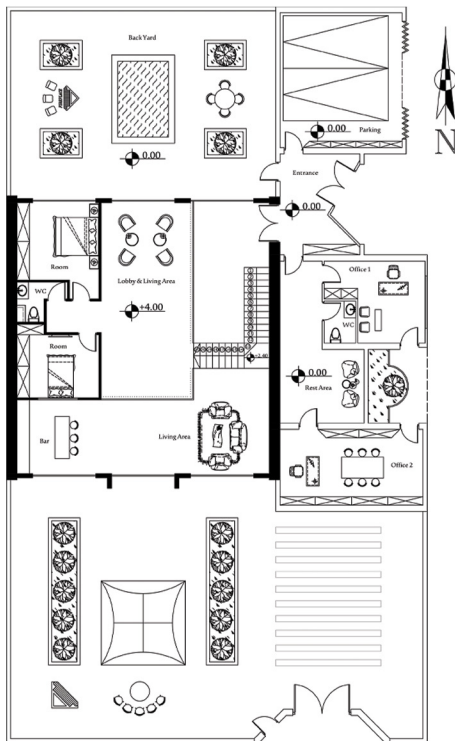 Back Yard
0.00
Parking
0.00
N
Entrance
0.00
Room
Lobby & Living Area
Office 1
WC
+4.00
WC
Room
+2.40
0.00
Rest Area
Bar
Living Area
Office 2